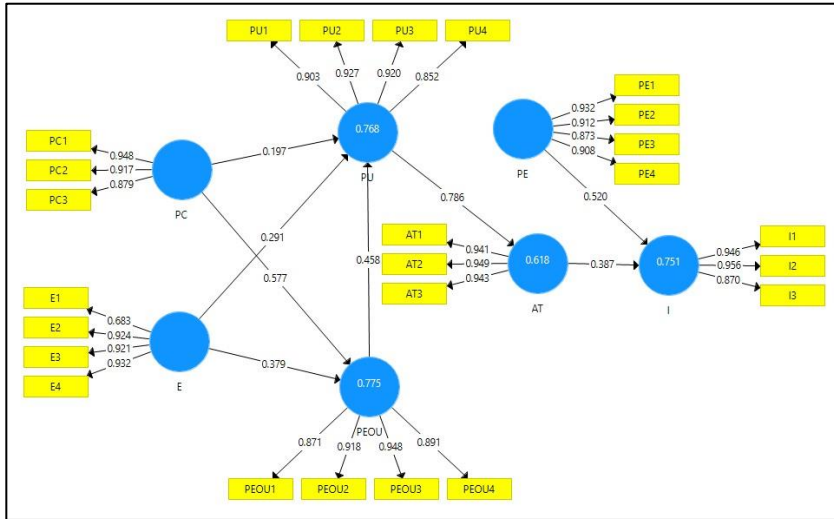 PU1
PU2
PU3
PU4
0.903
0.927
0.920
0.852
0.768
PU
PE1
PE2
PE3
PE4
0.932
0.912
0.873
0.908
PE
PC1
PC2
PC3
0.948
0.917
0.879
PC
0.197
0.291
0.577
0.458
0.786
0.520
AT1
AT2
AT3
0.941
0.949
0.943
0.618
AT
0.387
0.751
I
0.946
0.956
0.870
I1
I2
I3
E1
E2
E3
E4
0.683
0.924
0.921
0.932
E
0.379
0.775
PEOU
0.871
0.918
0.948
0.891
PEOU1
PEOU2
PEOU3
PEOU4